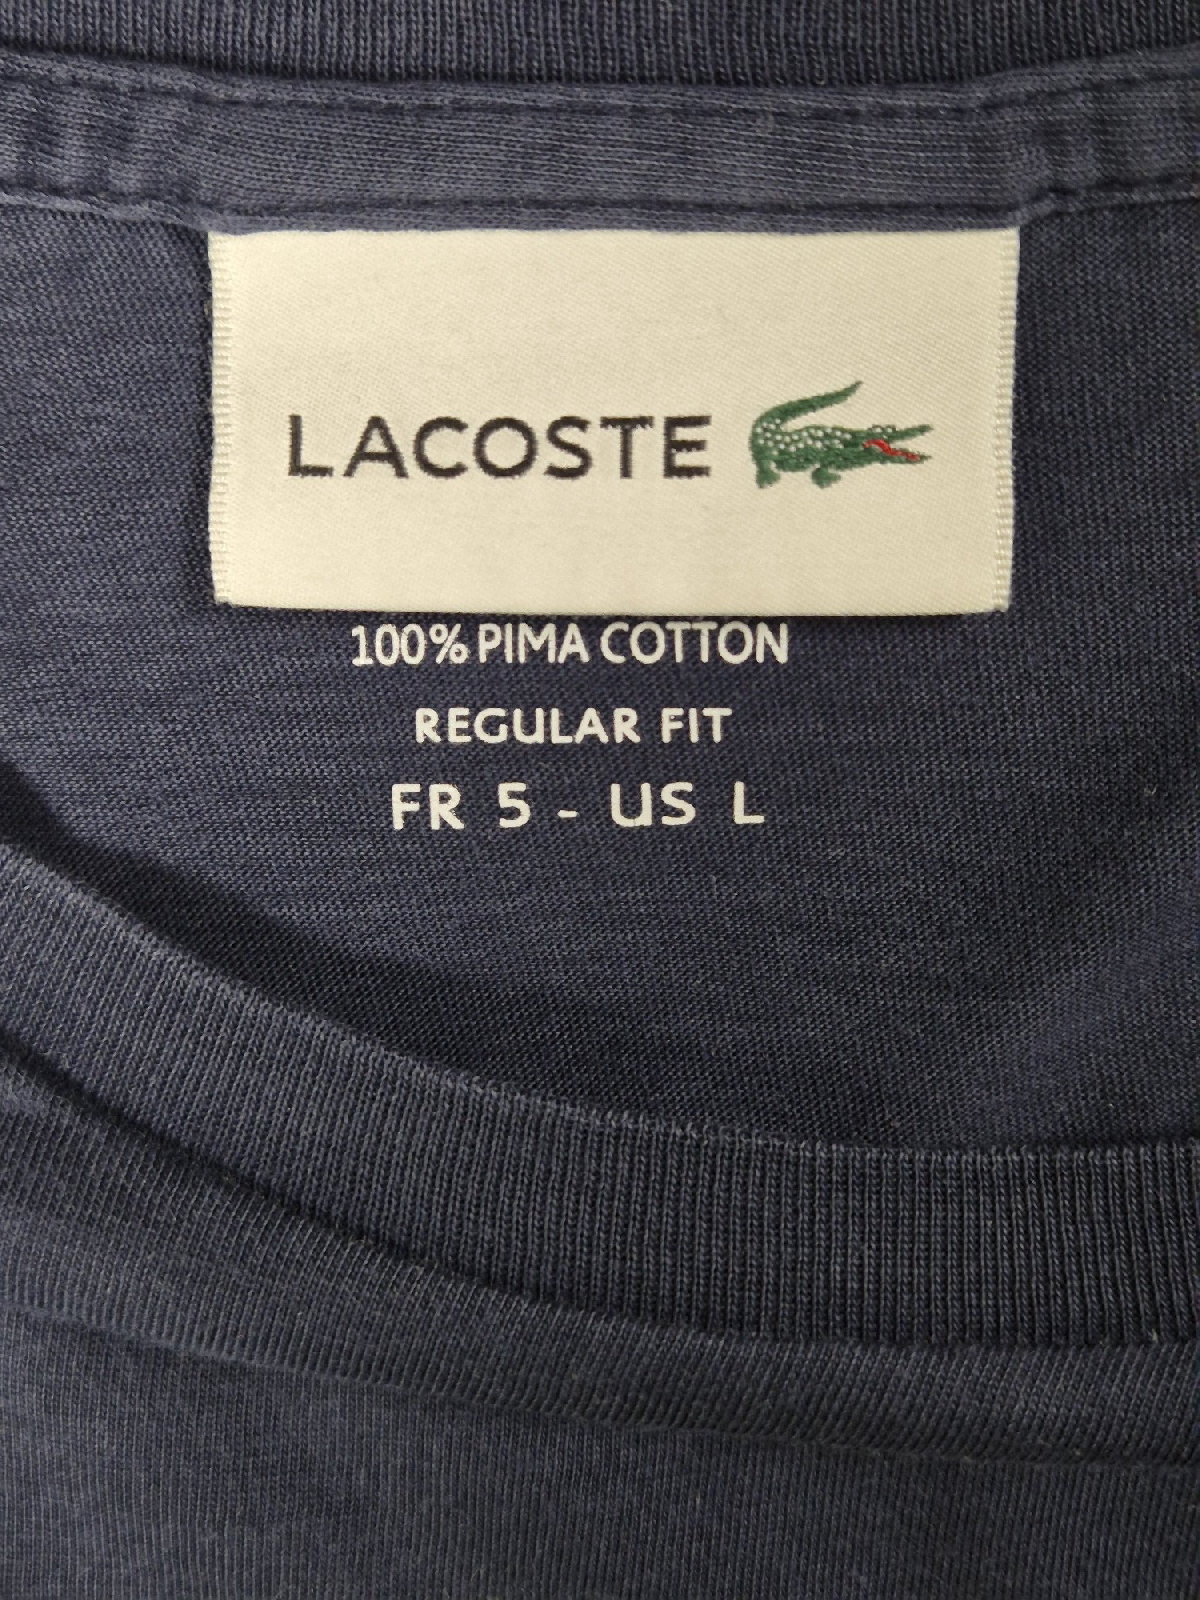 LACOSTE
100% PIMA COTTON
REGULAR FIT
FR 5 - US L